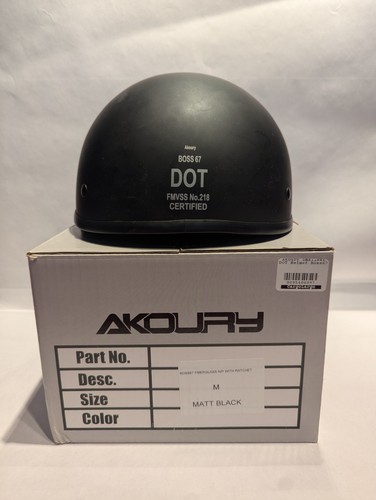 Akoury
BOSS 67
DOT
FMVSS No.218
CERTIFIED
AKOURY
Part No.
Desc.
Size
Color
M
MATT BLACK